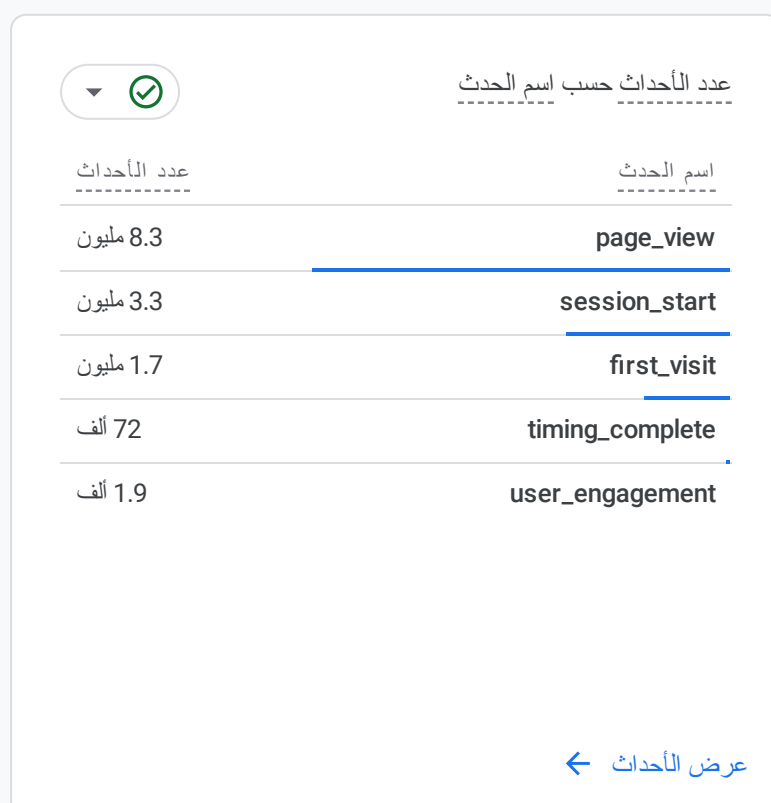 عدد الأحداث حسب اسم الحدث
اسم الحدث عدد الأحداث
page_view 8.3 مليون
session_start 3.3 مليون
first_visit 1.7 مليون
timing_complete 72 ألف
user_engagement 1.9 ألف
عرض الأحداث